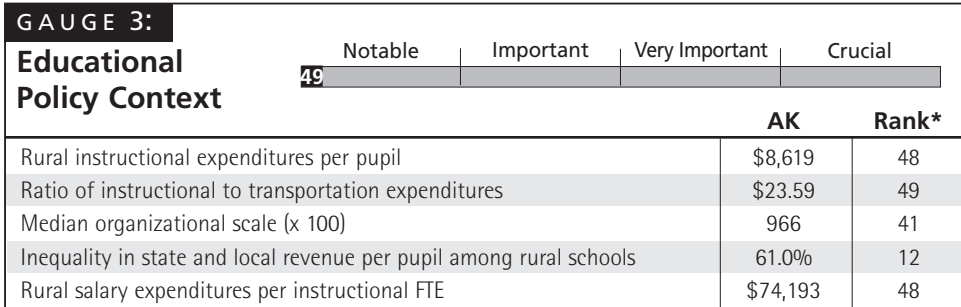 GAUGE 3:
Educational
Policy Context
Notable Important Very Important Crucial
49
AK Rank*
Rural instructional expenditures per pupil $8,619 48
Ratio of instructional to transportation expenditures $23.59 49
Median organizational scale (x 100) 966 41
Inequality in state and local revenue per pupil among rural schools 61.0% 12
Rural salary expenditures per instructional FTE $74,193 48